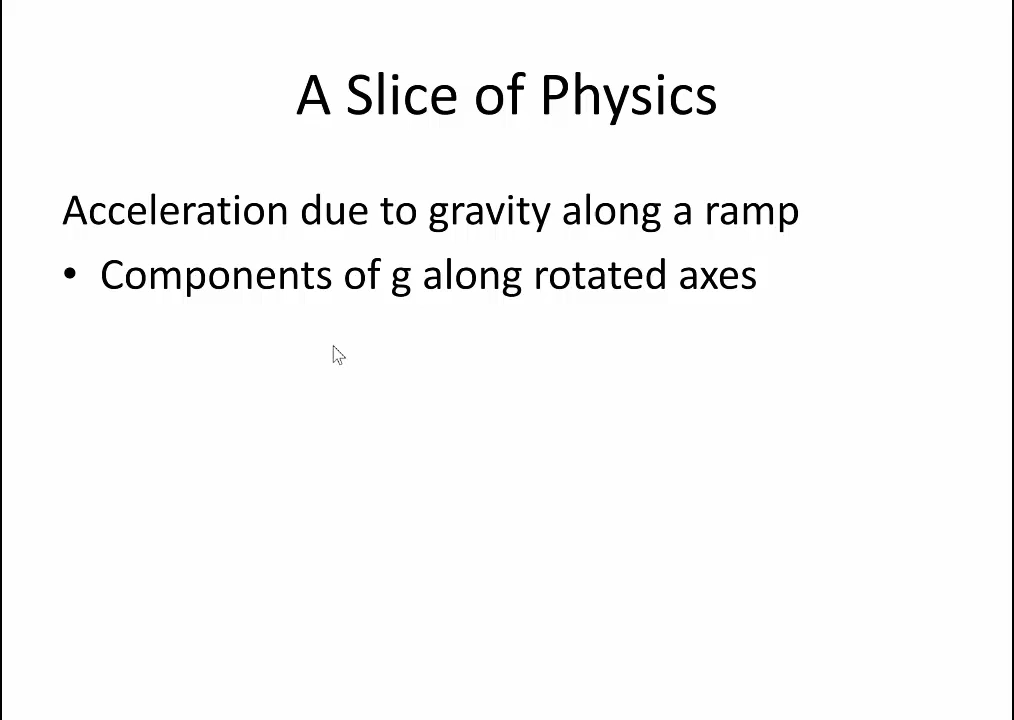 A Slice of Physics
Acceleration due to gravity along a ramp
• Components of g along rotated axes